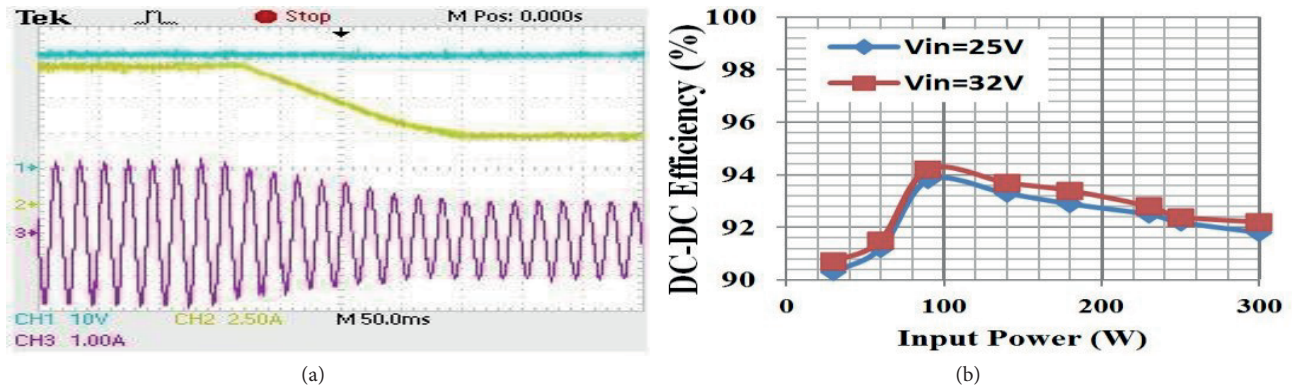 Tek
Stop
M Pos: 0.000s
1
2
3
CH1 10V
CH2 2.50A
M 50.0ms
CH3 1.00A
(a)
100
98
96
94
92
90
DC-DC Efficiency (%)
Vin=25V
Vin=32V
0
100
200
300
Input Power (W)
(b)